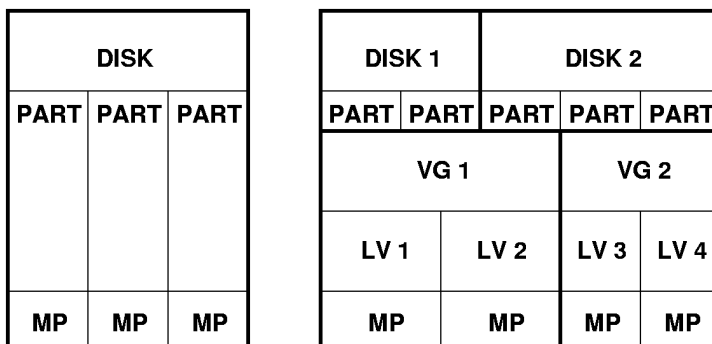 DISK
PART PART PART
MP MP MP
DISK 1 DISK 2
PART PART PART PART PART
VG 1 VG 2
LV 1 LV 2 LV 3 LV 4
MP MP MP MP